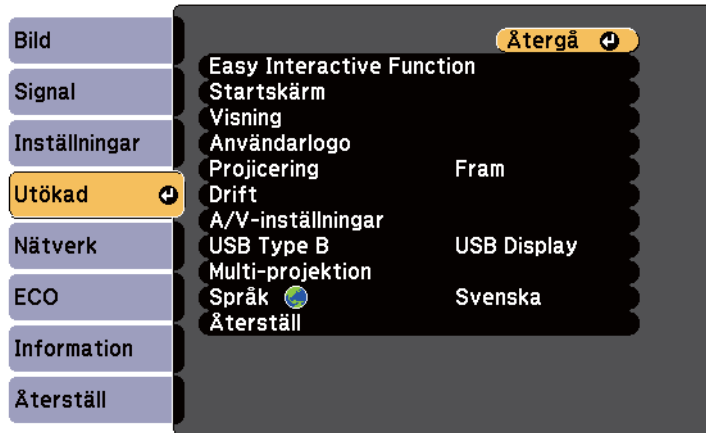 Bild
Signal
Inställningar
Utökad
Nätverk
ECO
Information
Återställ
Återgå
Easy Interactive Function
Startskärm
Visning
Användarlogo
Projicering Fram
Drift
A/V-inställningar
USB Type B USB Display
Multi-projektion
Språk Svenska
Återställ